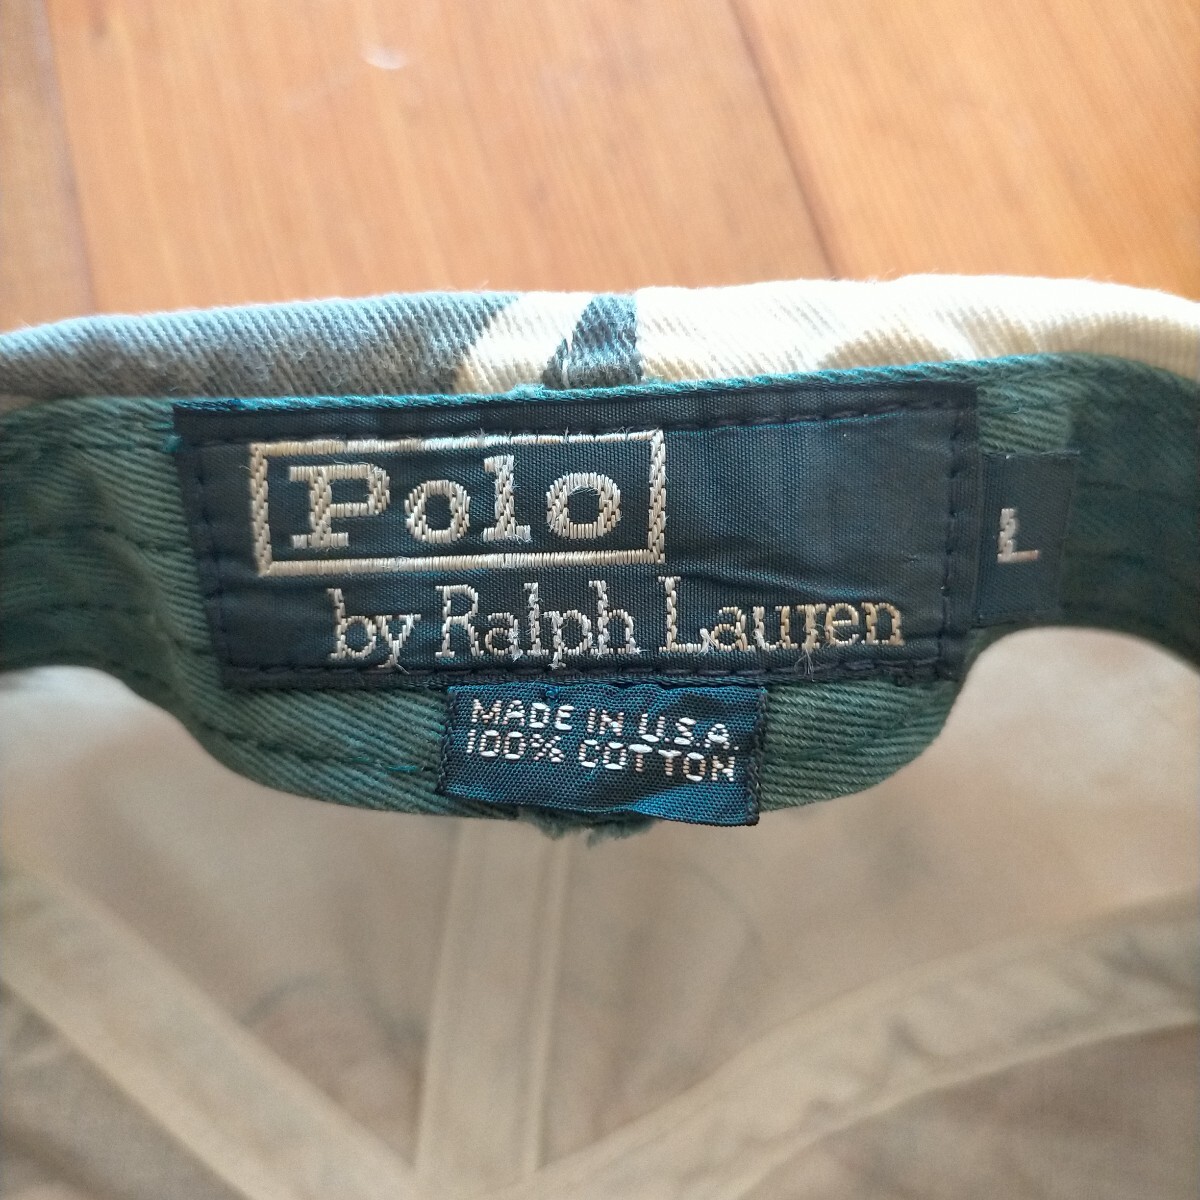 Polo
by Ralph Lauren
L
MADE IN U.S.A.
100% COTTON